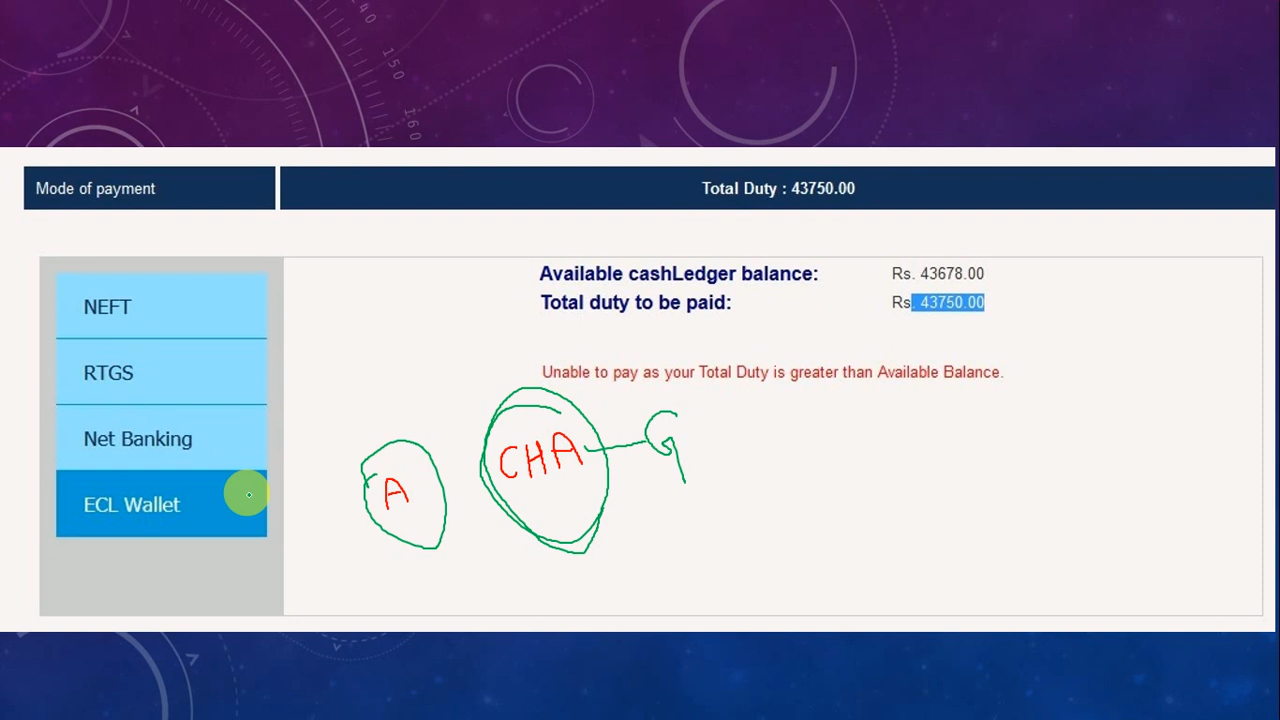 150
160
Mode of payment
Total Duty : 43750.00
NEFT
RTGS
Net Banking
ECL Wallet
Available cashLedger balance: Rs. 43678.00
Total duty to be paid: Rs. 43750.00
Unable to pay as your Total Duty is greater than Available Balance.
A
CHA